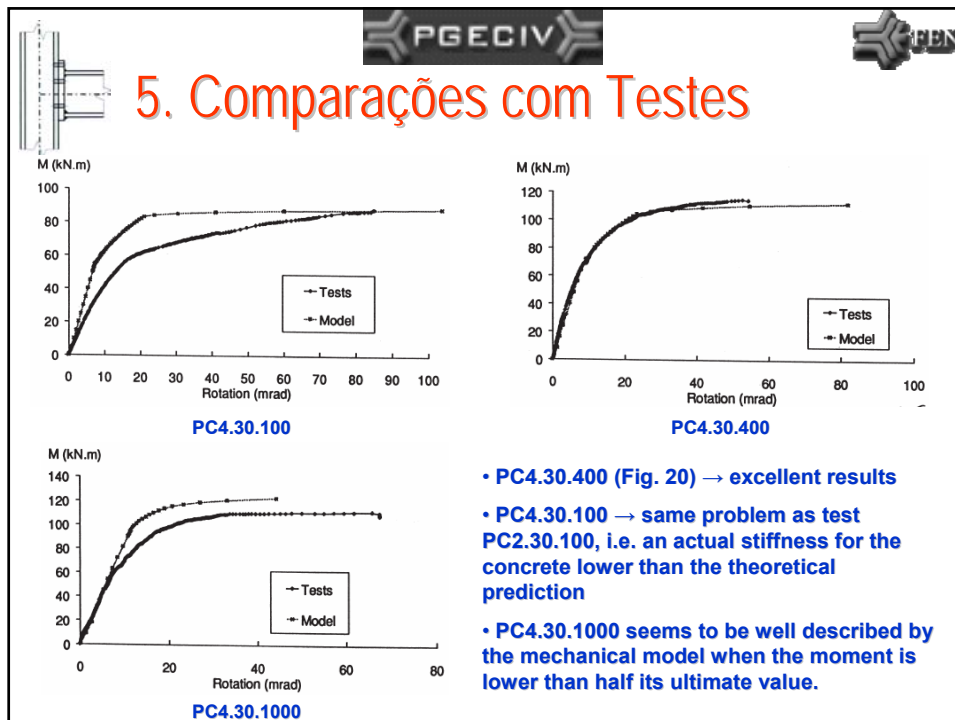 PGECIV
FEN
5. Comparações com Testes
M (kN.m)
100
80
60
40
20
0
0 10 20 30 40 50 60 70 80 90 100
Rotation (mrad)
Tests
Model
PC4.30.100
M (kN.m)
120
100
80
60
40
20
0
0 20 40 60 80 100
Rotation (mrad)
Tests
Model
PC4.30.400
M (kN.m)
140
120
100
80
60
40
20
0
0 20 40 60 80
Rotation (mrad)
Tests
Model
PC4.30.1000
• PC4.30.400 (Fig. 20) → excellent results
• PC4.30.100 → same problem as test
PC2.30.100, i.e. an actual stiffness for the
concrete lower than the theoretical
prediction
• PC4.30.1000 seems to be well described by
the mechanical model when the moment is
lower than half its ultimate value.